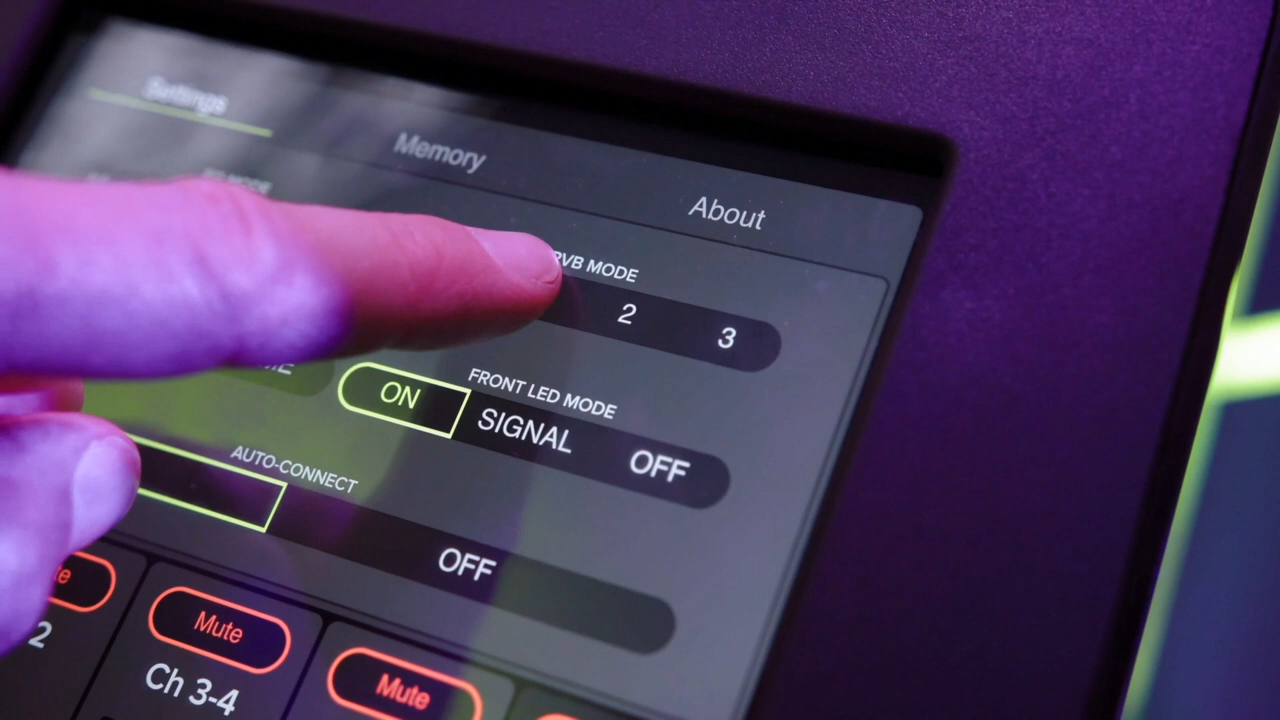 Settings
Memory
About
MODE
RVB MODE
2 3
FRONT LED MODE
ON SIGNAL OFF
AUTO-CONNECT
OFF
Mute Mute
2 Ch 3-4